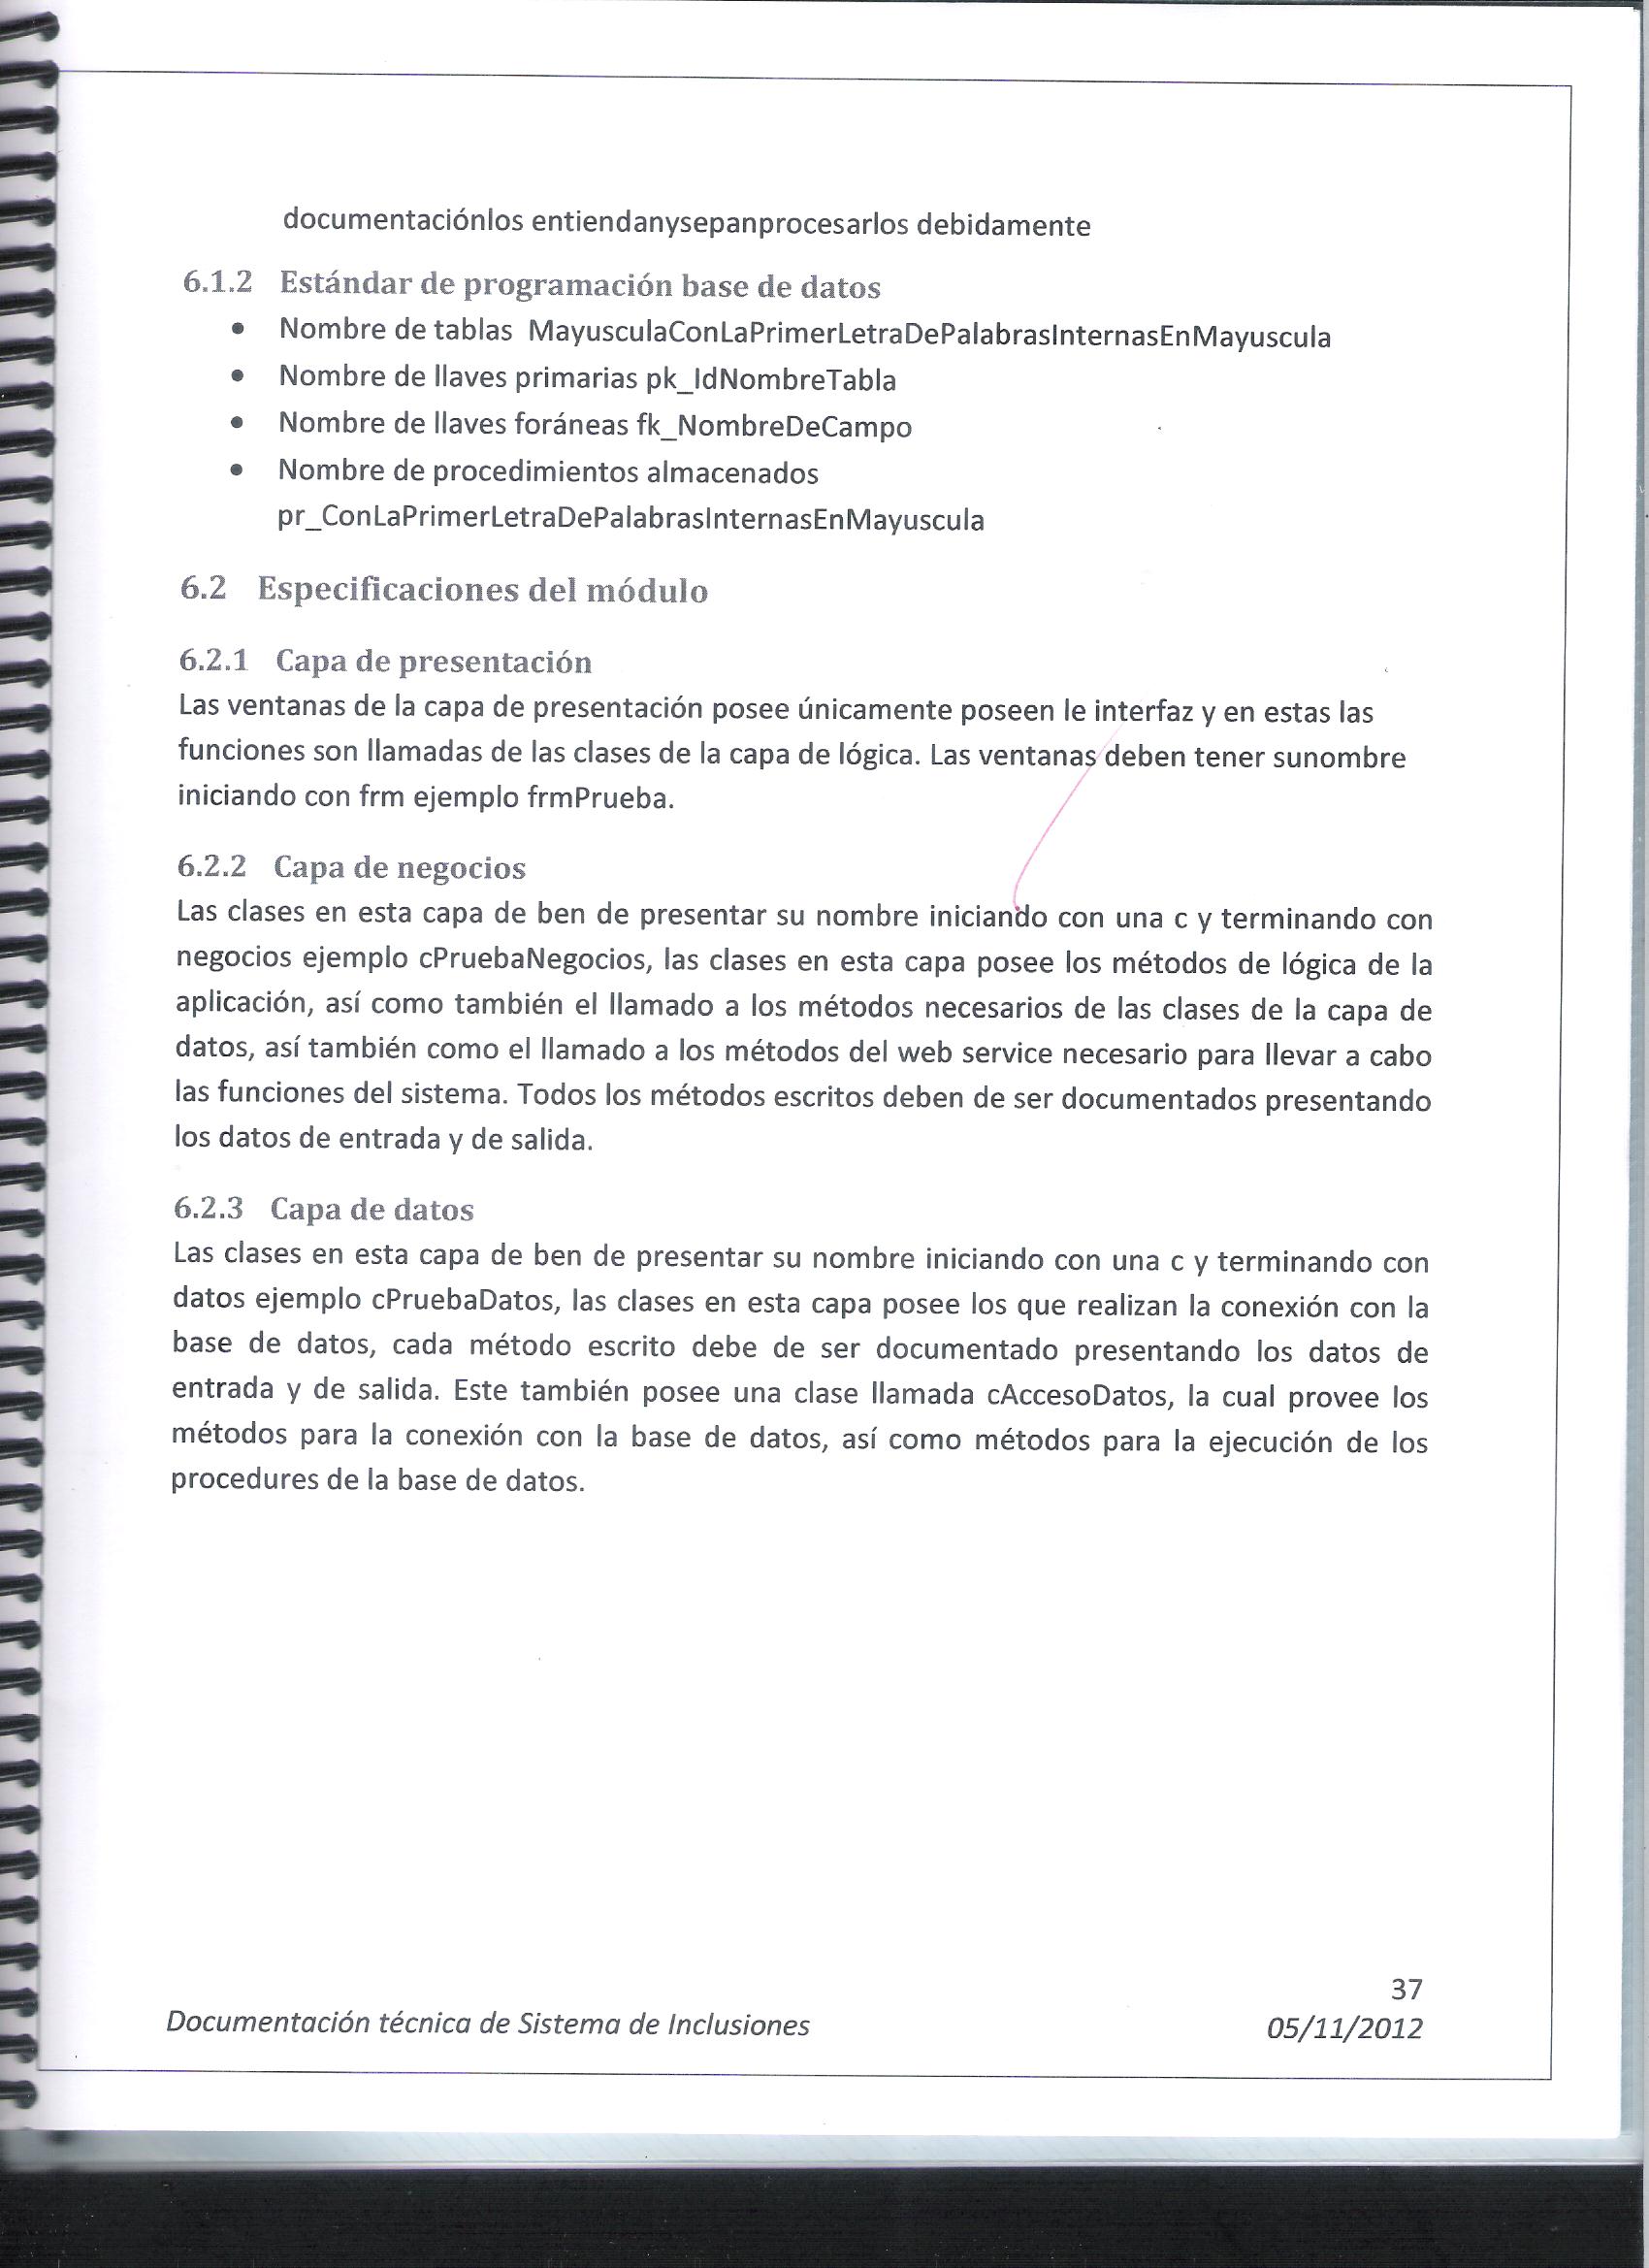 documentaciónlos entiendanysepanprocesarlos debidamente
6.1.2 Estándar de programación base de datos
• Nombre de tablas MayusculaConLaPrimerLetraDePalabrasInternasEnMayuscula
• Nombre de llaves primarias pk_IdNombreTabla
• Nombre de llaves foráneas fk_NombreDeCampo
• Nombre de procedimientos almacenados
pr_ConLaPrimerLetraDePalabrasInternasEnMayuscula
6.2 Especificaciones del módulo
6.2.1 Capa de presentación
Las ventanas de la capa de presentación posee únicamente poseen le interfaz y en estas las
funciones son llamadas de las clases de la capa de lógica. Las ventanas deben tener sunombre
iniciando con frm ejemplo frmPrueba.
6.2.2 Capa de negocios
Las clases en esta capa de ben de presentar su nombre iniciando con una c y terminando con
negocios ejemplo cPruebaNegocios, las clases en esta capa posee los métodos de lógica de la
aplicación, así como también el llamado a los métodos necesarios de las clases de la capa de
datos, así también como el llamado a los métodos del web service necesario para llevar a cabo
las funciones del sistema. Todos los métodos escritos deben de ser documentados presentando
los datos de entrada y de salida.
6.2.3 Capa de datos
Las clases en esta capa de ben de presentar su nombre iniciando con una c y terminando con
datos ejemplo cPruebaDatos, las clases en esta capa posee los que realizan la conexión con la
base de datos, cada método escrito debe de ser documentado presentando los datos de
entrada y de salida. Este también posee una clase llamada cAccesoDatos, la cual provee los
métodos para la conexión con la base de datos, así como métodos para la ejecución de los
procedures de la base de datos.
37
Documentación técnica de Sistema de Inclusiones 05/11/2012